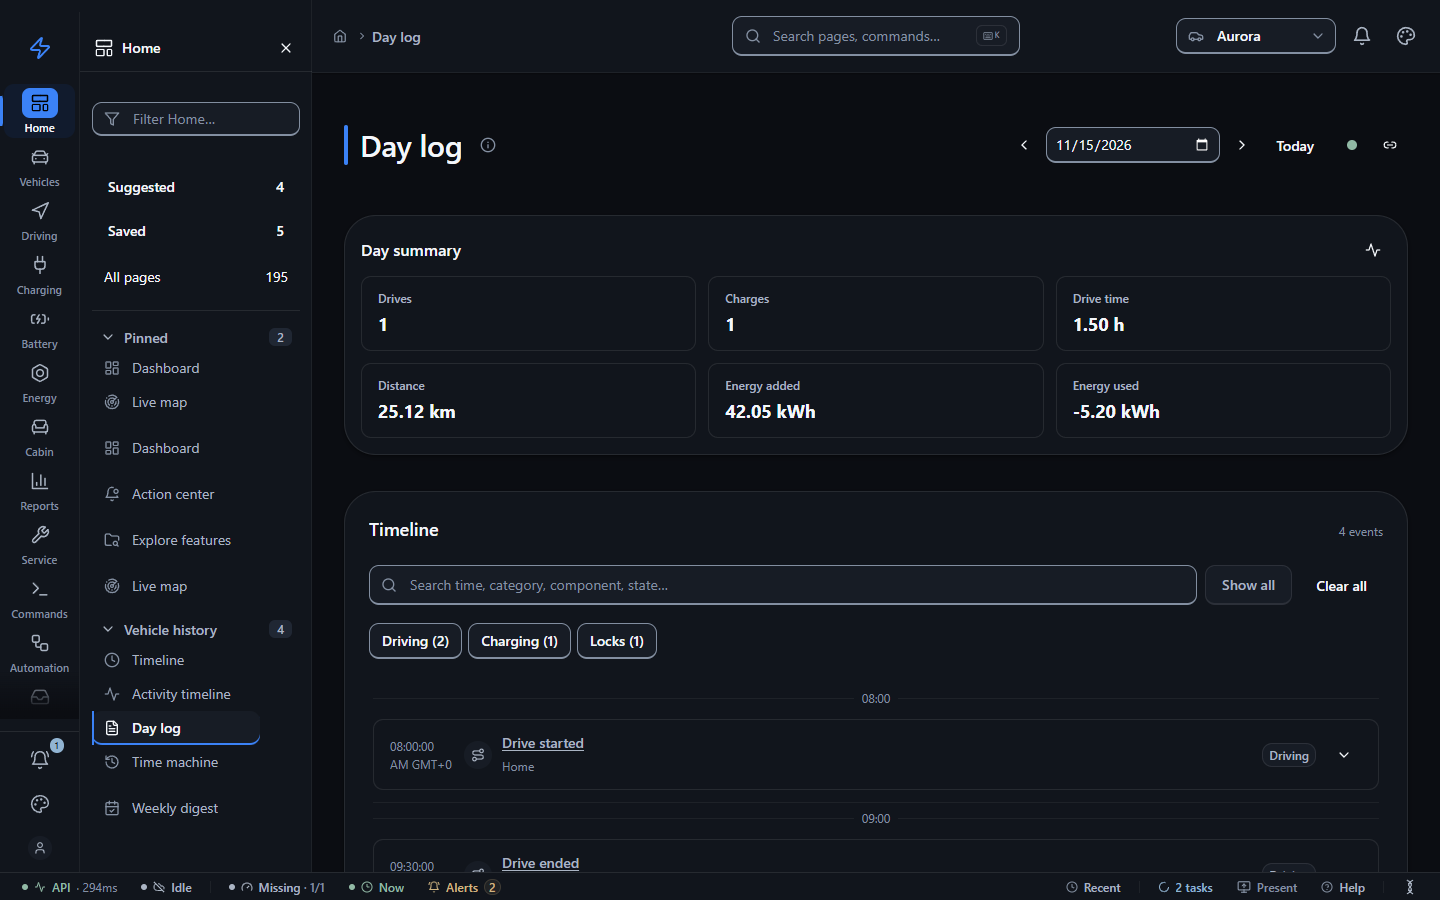 Home
Vehicles
Driving
Charging
Battery
Energy
Cabin
Reports
Service
Commands
Automation
1
Home
Filter Home...
Suggested 4
Saved 5
All pages 195
Pinned 2
Dashboard
Live map
Dashboard
Action center
Explore features
Live map
Vehicle history 4
Timeline
Activity timeline
Day log
Time machine
Weekly digest
Day log
Search pages, commands... K
Aurora
Day log
11/15/2026
Today
Day summary
Drives
1
Charges
1
Drive time
1.50 h
Distance
25.12 km
Energy added
42.05 kWh
Energy used
-5.20 kWh
Timeline
4 events
Search time, category, component, state...
Show all
Clear all
Driving (2)
Charging (1)
Locks (1)
08:00
08:00:00
AM GMT+0
Drive started
Home
Driving
09:00
09:30:00
Drive ended
API · 294ms
Idle
Missing · 1/1
Now
Alerts 2
Recent
2 tasks
Present
Help